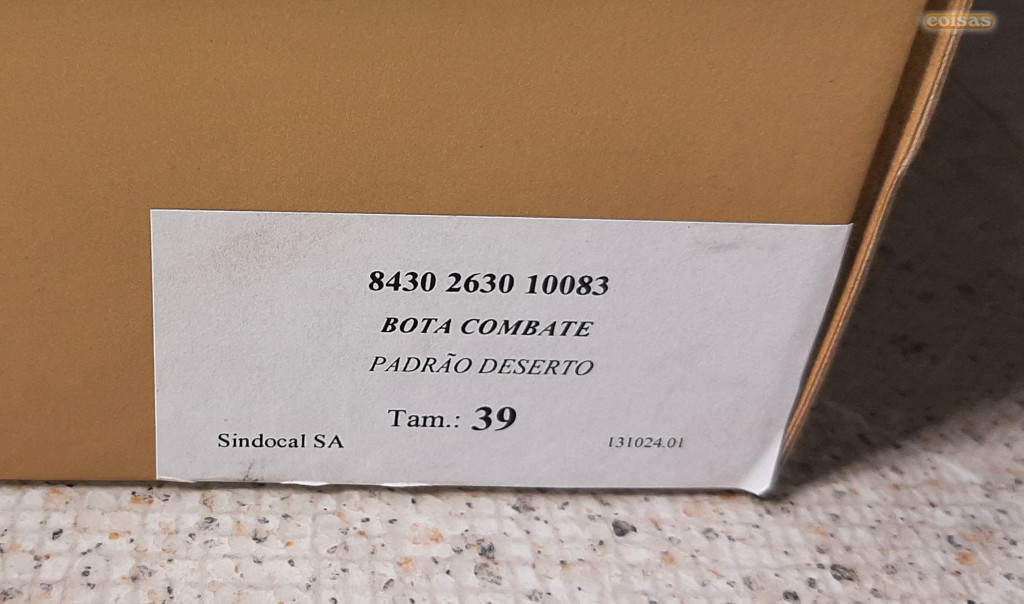 coisas
8430 2630 10083
BOTA COMBATE
PADRÃO DESERTO
Tam.: 39
Sindocal SA
131024.01